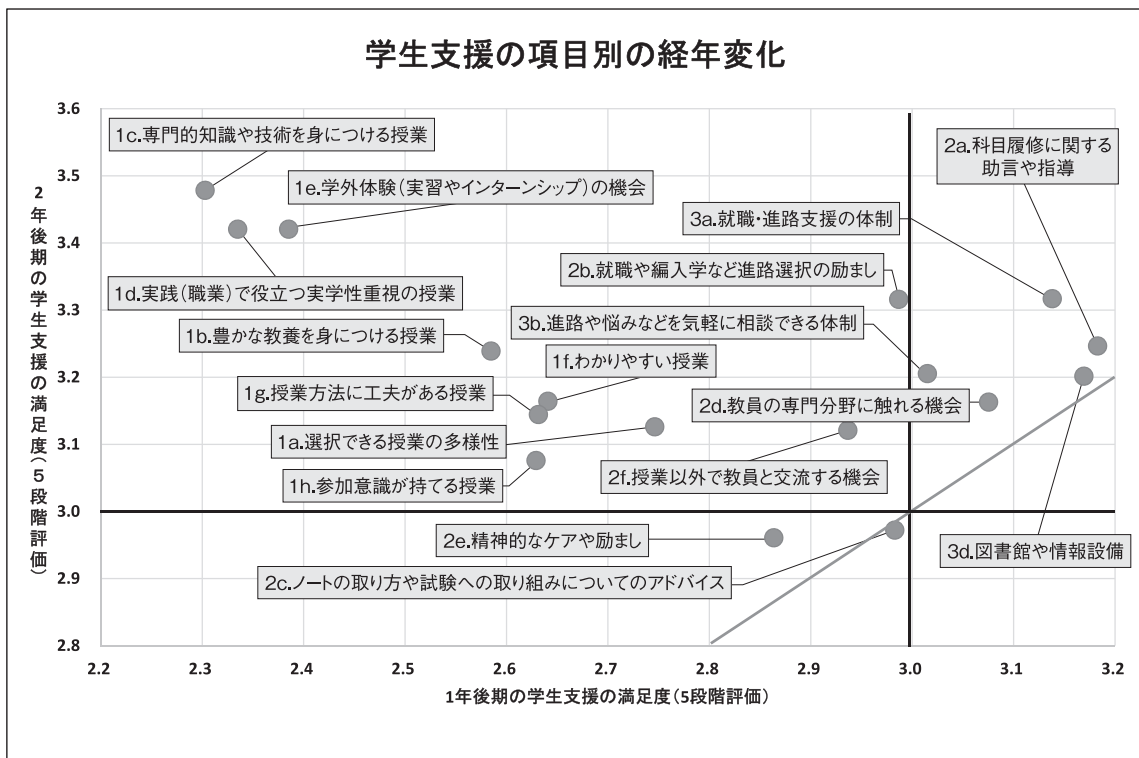 学生支援の項目別の経年変化
2年後期の学生支援の満足度(5段階評価)
3.6
3.5
3.4
3.3
3.2
3.1
3.0
2.9
2.8
1c.専門的知識や技術を身につける授業
1e.学外体験(実習やインターンシップ)の機会
2a.科目履修に関する
助言や指導
3a.就職・進路支援の体制
2b.就職や編入学など進路選択の励まし
1d.実践(職業)で役立つ実学性重視の授業
3b.進路や悩みなどを気軽に相談できる体制
1b.豊かな教養を身につける授業
1f.わかりやすい授業
1g.授業方法に工夫がある授業
2d.教員の専門分野に触れる機会
1a.選択できる授業の多様性
2f.授業以外で教員と交流する機会
1h.参加意識が持てる授業
2e.精神的なケアや励まし
3d.図書館や情報設備
2c.ノートの取り方や試験への取り組みについてのアドバイス
2.2 2.3 2.4 2.5 2.6 2.7 2.8 2.9 3.0 3.1 3.2
1年後期の学生支援の満足度(5段階評価)